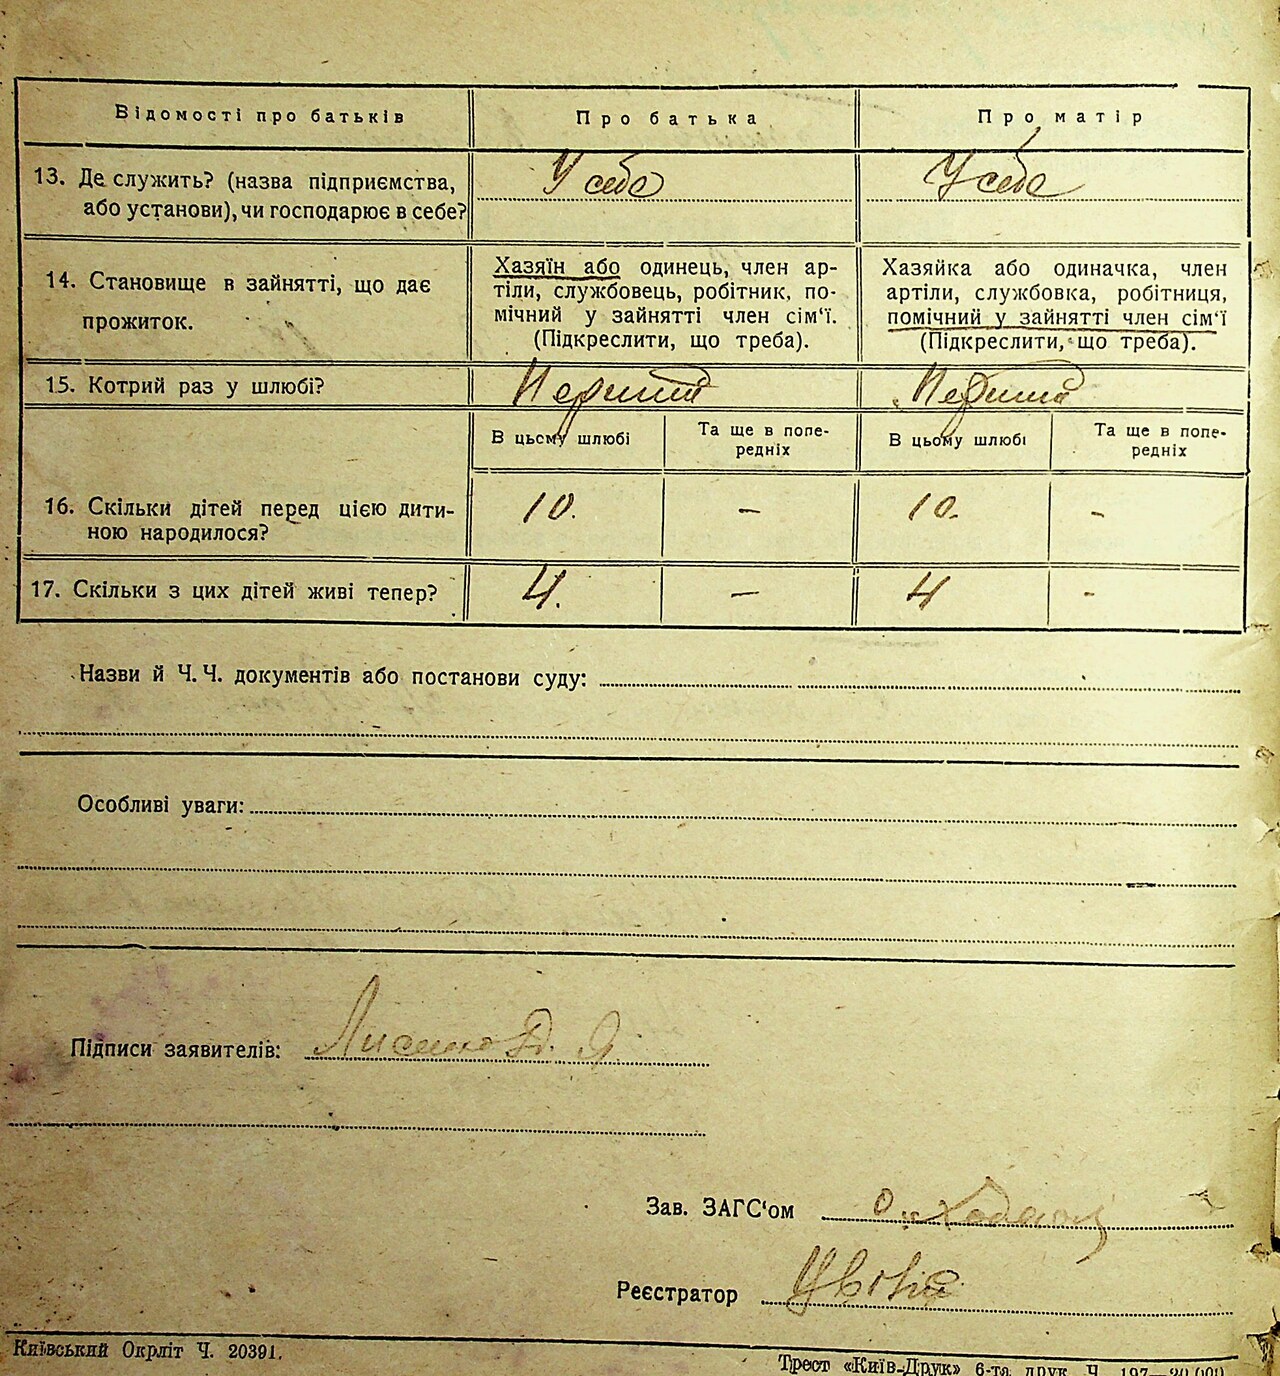 Відомості про батьків
Про батька
Про матір
13. Де служить? (назва підприємства,
або установи), чи господарює в себе?
У себе
У себе
14. Становище в зайнятті, що дає
прожиток.
Хазяїн або одинець, член ар-
тіли, службовець, робітник, по-
мічний у зайнятті член сім‘ї.
(Підкреслити, що треба).
Хазяйка або одиначка, член
артіли, службовка, робітниця,
помічний у зайнятті член сім‘ї
(Підкреслити, що треба).
15. Котрий раз у шлюбі?
Перший
Перший
В цьому шлюбі
Та ще в попе-
редніх
В цьому шлюбі
Та ще в попе-
редніх
16. Скільки дітей перед цією дити-
ною народилося?
10.
–
10.
–
17. Скільки з цих дітей живі тепер?
4.
–
4
–
Назви й Ч. Ч. документів або постанови суду:
Особливі уваги:
Підписи заявителів:
Зав. ЗАГС‘ом
Реєстратор
Київський Окрліт Ч. 20391.
Трест «Київ-Друк» 6-та друк. Ч. 197—20.000